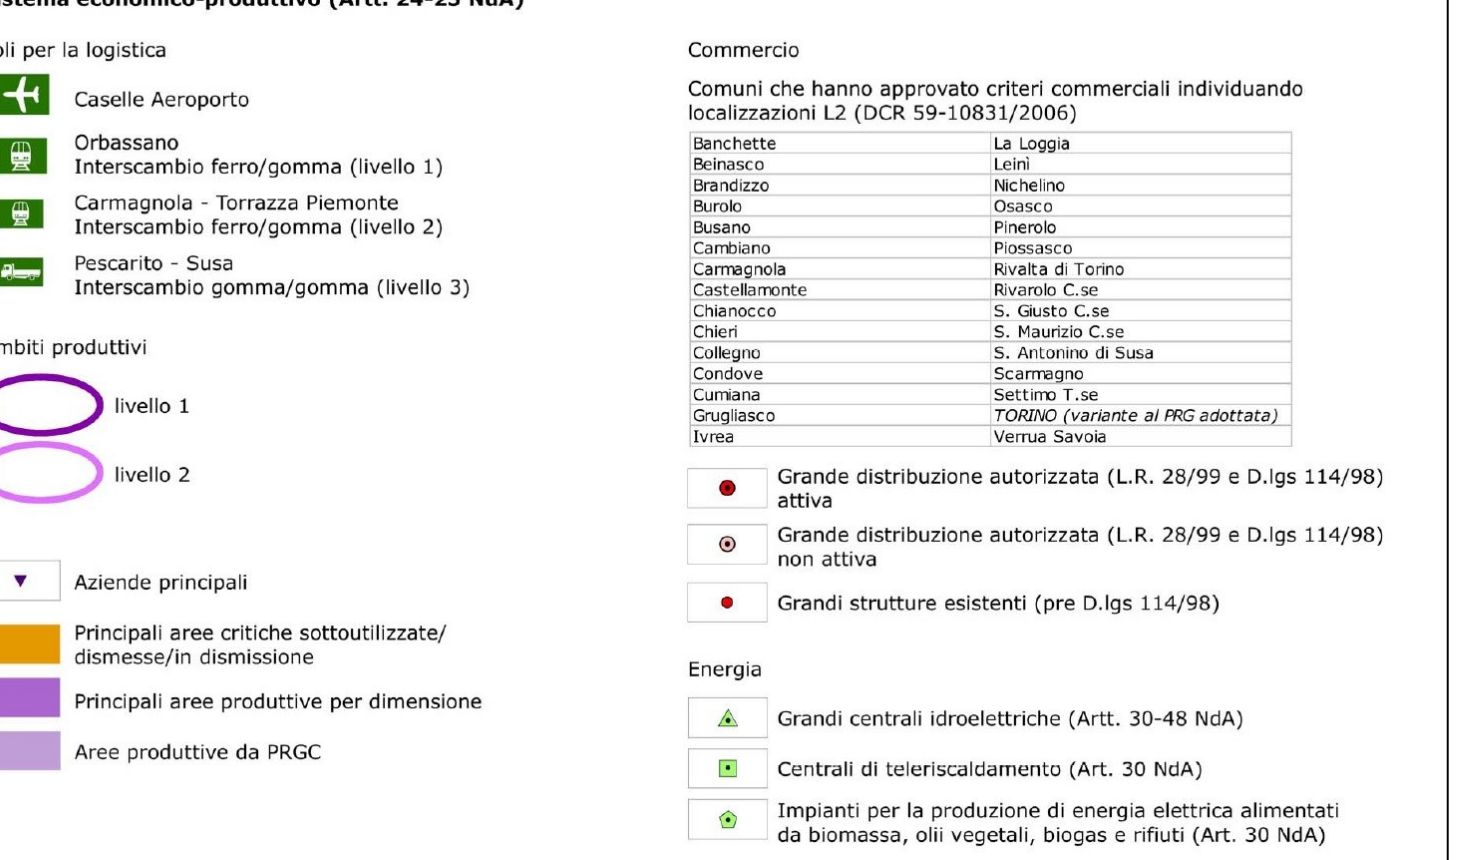 economico-produttivo (Artt. 24-25 NdA)
per la logistica
Caselle Aeroporto
Orbassano
Interscambio ferro/gomma (livello 1)
Carmagnola - Torrazza Piemonte
Interscambio ferro/gomma (livello 2)
Pescarito - Susa
Interscambio gomma/gomma (livello 3)
produttivi
livello 1
livello 2
Aziende principali
Principali aree critiche sottoutilizzate/
dismesse/in dismissione
Principali aree produttive per dimensione
Aree produttive da PRGC
Commercio
Comuni che hanno approvato criteri commerciali individuando
localizzazioni L2 (DCR 59-10831/2006)
Banchette La Loggia
Beinasco Leinì
Brandizzo Nichelino
Burolo Osasco
Busano Pinerolo
Cambiano Piossasco
Carmagnola Rivalta di Torino
Castellamonte Rivarolo C.se
Chianocco S. Giusto C.se
Chieri S. Maurizio C.se
Collegno S. Antonino di Susa
Condove Scarmagno
Cumiana Settimo T.se
Grugliasco TORINO (variante al PRG adottata)
Ivrea Verrua Savoia
Grande distribuzione autorizzata (L.R. 28/99 e D.lgs 114/98)
attiva
Grande distribuzione autorizzata (L.R. 28/99 e D.lgs 114/98)
non attiva
Grandi strutture esistenti (pre D.lgs 114/98)
Energia
Grandi centrali idroelettriche (Artt. 30-48 NdA)
Centrali di teleriscaldamento (Art. 30 NdA)
Impianti per la produzione di energia elettrica alimentati
da biomassa, olii vegetali, biogas e rifiuti (Art. 30 NdA)